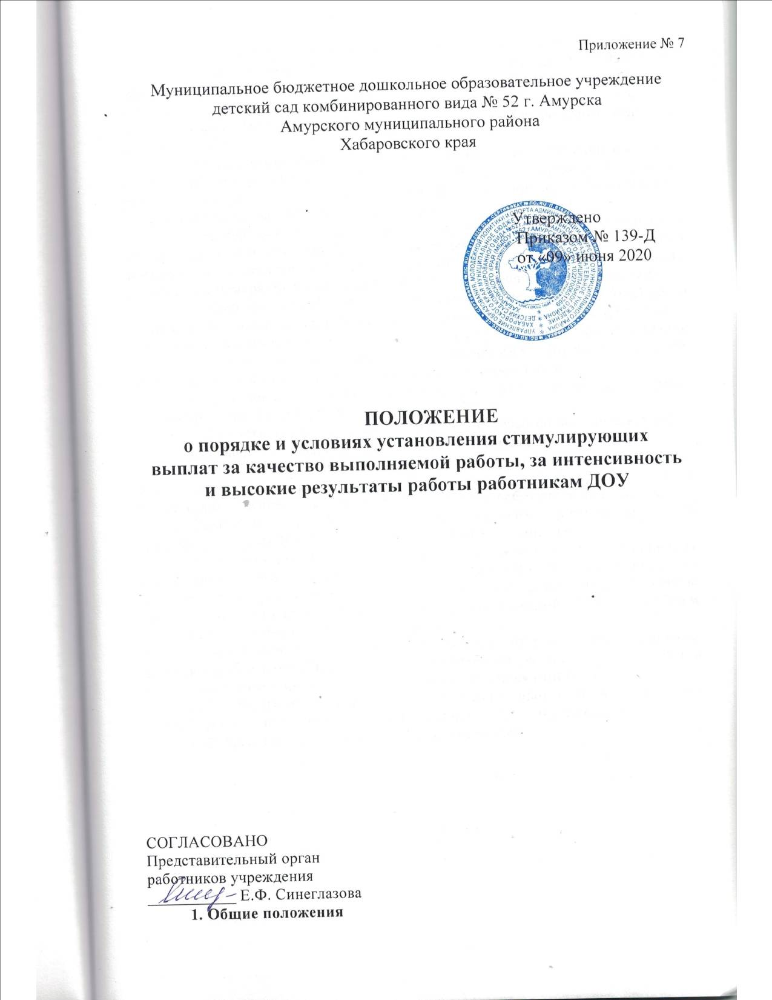 Приложение № 7
Муниципальное бюджетное дошкольное образовательное учреждение
детский сад комбинированного вида № 52 г. Амурска
Амурского муниципального района
Хабаровского края
Утверждено
Приказом № 139-Д
от «09» июня 2020
ПОЛОЖЕНИЕ
о порядке и условиях установления стимулирующих
выплат за качество выполняемой работы, за интенсивность
и высокие результаты работы работникам ДОУ
СОГЛАСОВАНО
Представительный орган
работников учреждения
Е.Ф. Синеглазова
1. Общие положения